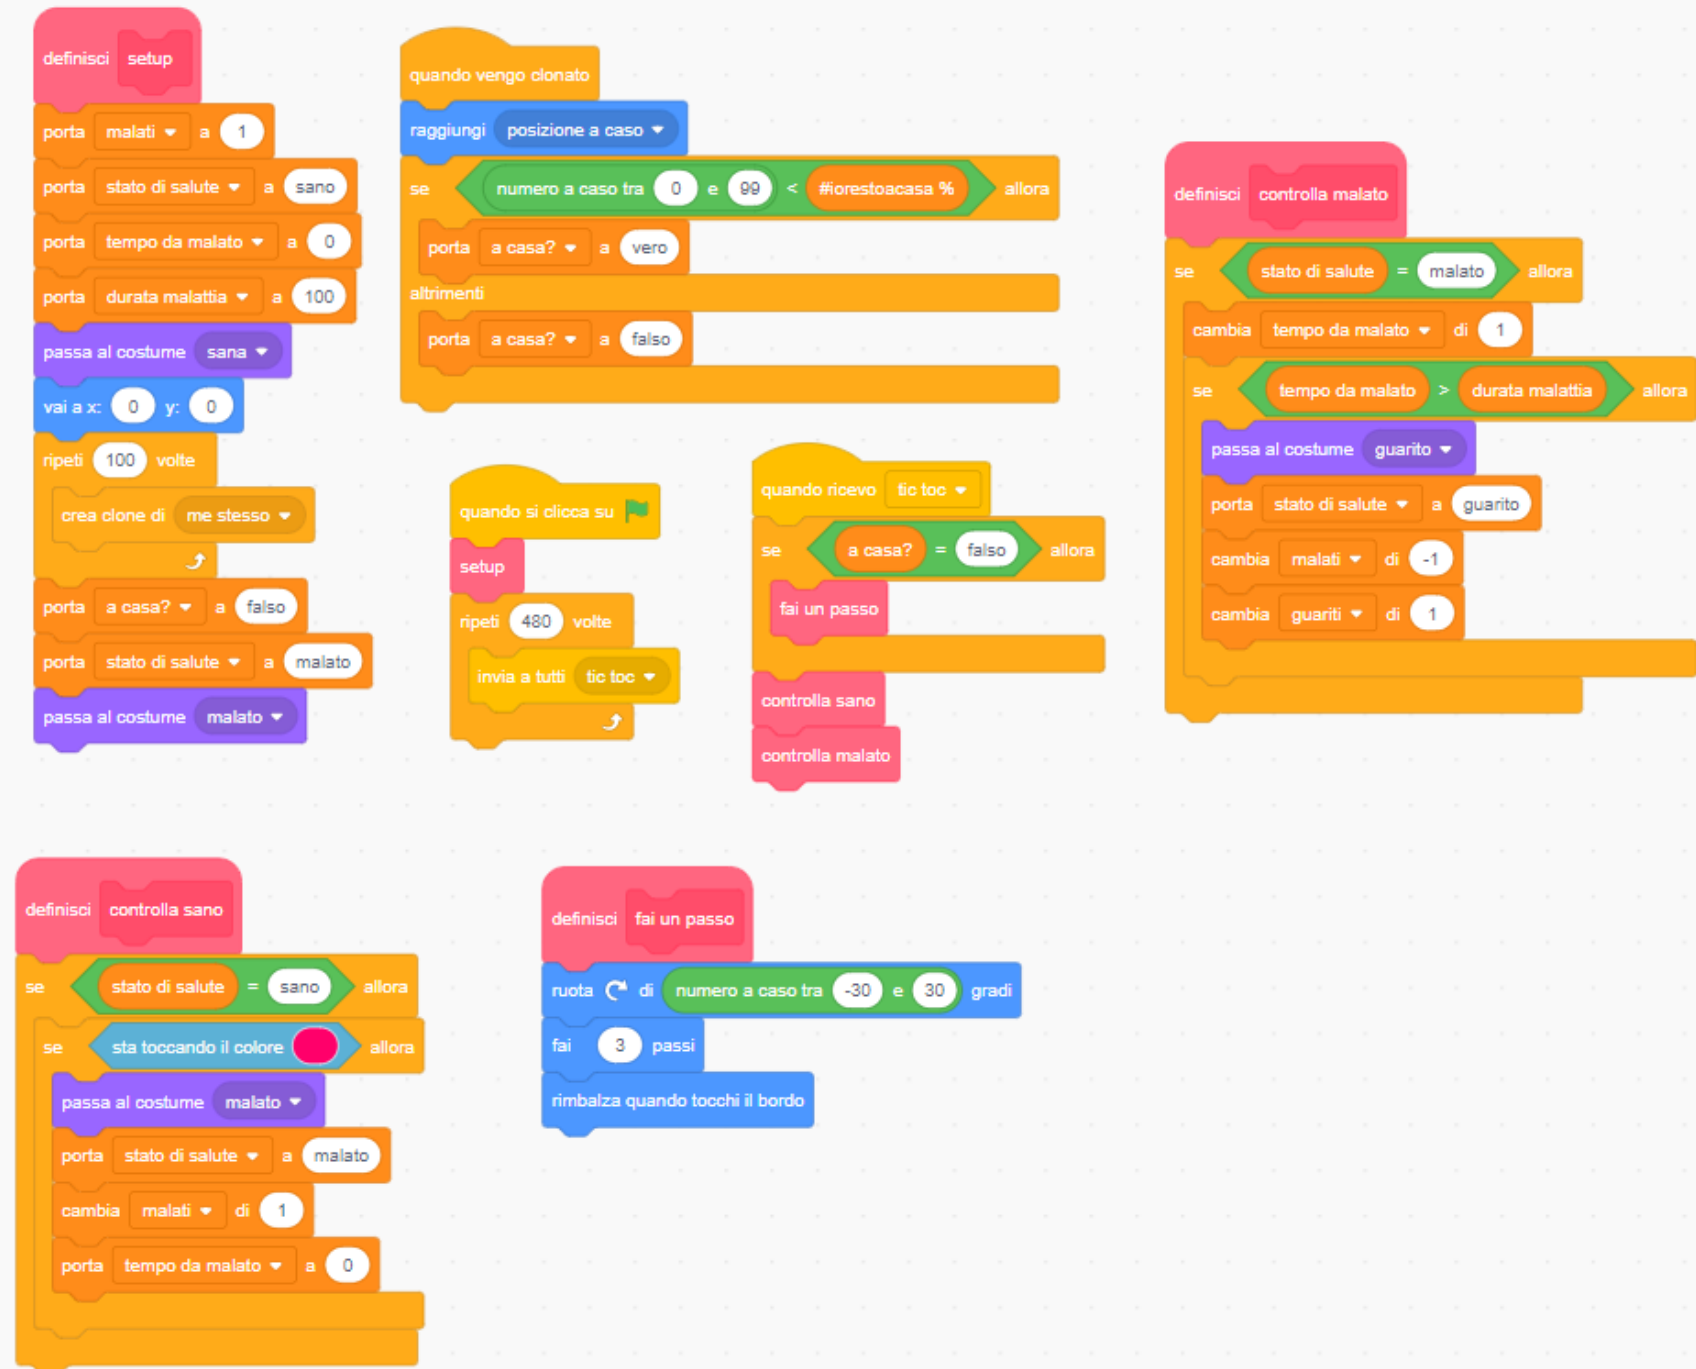 definisci setup
porta malati a 1
porta stato di salute a sano
porta tempo da malato a 0
porta durata malattia a 100
passa al costume sana
vai a x: 0 y: 0
ripeti 100 volte
crea clone di me stesso
porta a casa? a falso
porta stato di salute a malato
passa al costume malato
quando vengo clonato
raggiungi posizione a caso
se numero a caso tra 0 e 99 < #iorestoacasa % allora
porta a casa? a vero
altrimenti
porta a casa? a falso
quando si clicca su
setup
ripeti 480 volte
invia a tutti tic toc
quando ricevo tic toc
se a casa? = falso allora
fai un passo
controlla sano
controlla malato
definisci controlla malato
se stato di salute = malato allora
cambia tempo da malato di 1
se tempo da malato > durata malattia allora
passa al costume guarito
porta stato di salute a guarito
cambia malati di -1
cambia guariti di 1
definisci controlla sano
se stato di salute = sano allora
se sta toccando il colore allora
passa al costume malato
porta stato di salute a malato
cambia malati di 1
porta tempo da malato a 0
definisci fai un passo
ruota di numero a caso tra -30 e 30 gradi
fai 3 passi
rimbalza quando tocchi il bordo